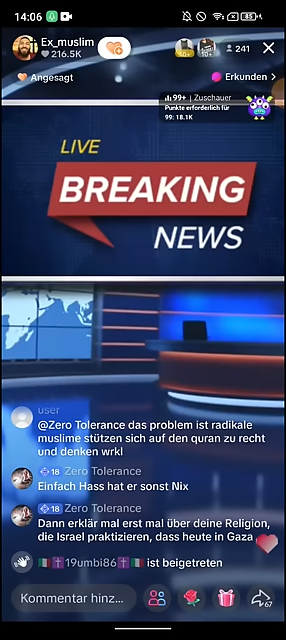 14:06
85
Ex_muslim
216.5K
50+
10+
241
Angesagt
Erkunden
99+ | Zuschauer
Punkte erforderlich für
99: 18.1K
LIVE
BREAKING
NEWS
user
@Zero Tolerance das problem ist radikale
muslime stützen sich auf den quran zu recht
und denken wrkl
18 Zero Tolerance
Einfach Hass hat er sonst Nix
18 Zero Tolerance
Dann erklär mal erst mal über deine Religion,
die Israel praktizieren, dass heute in Gaza
🇮🇹✝️19umbi86✝️🇮🇹 ist beigetreten
Kommentar hinz...
67